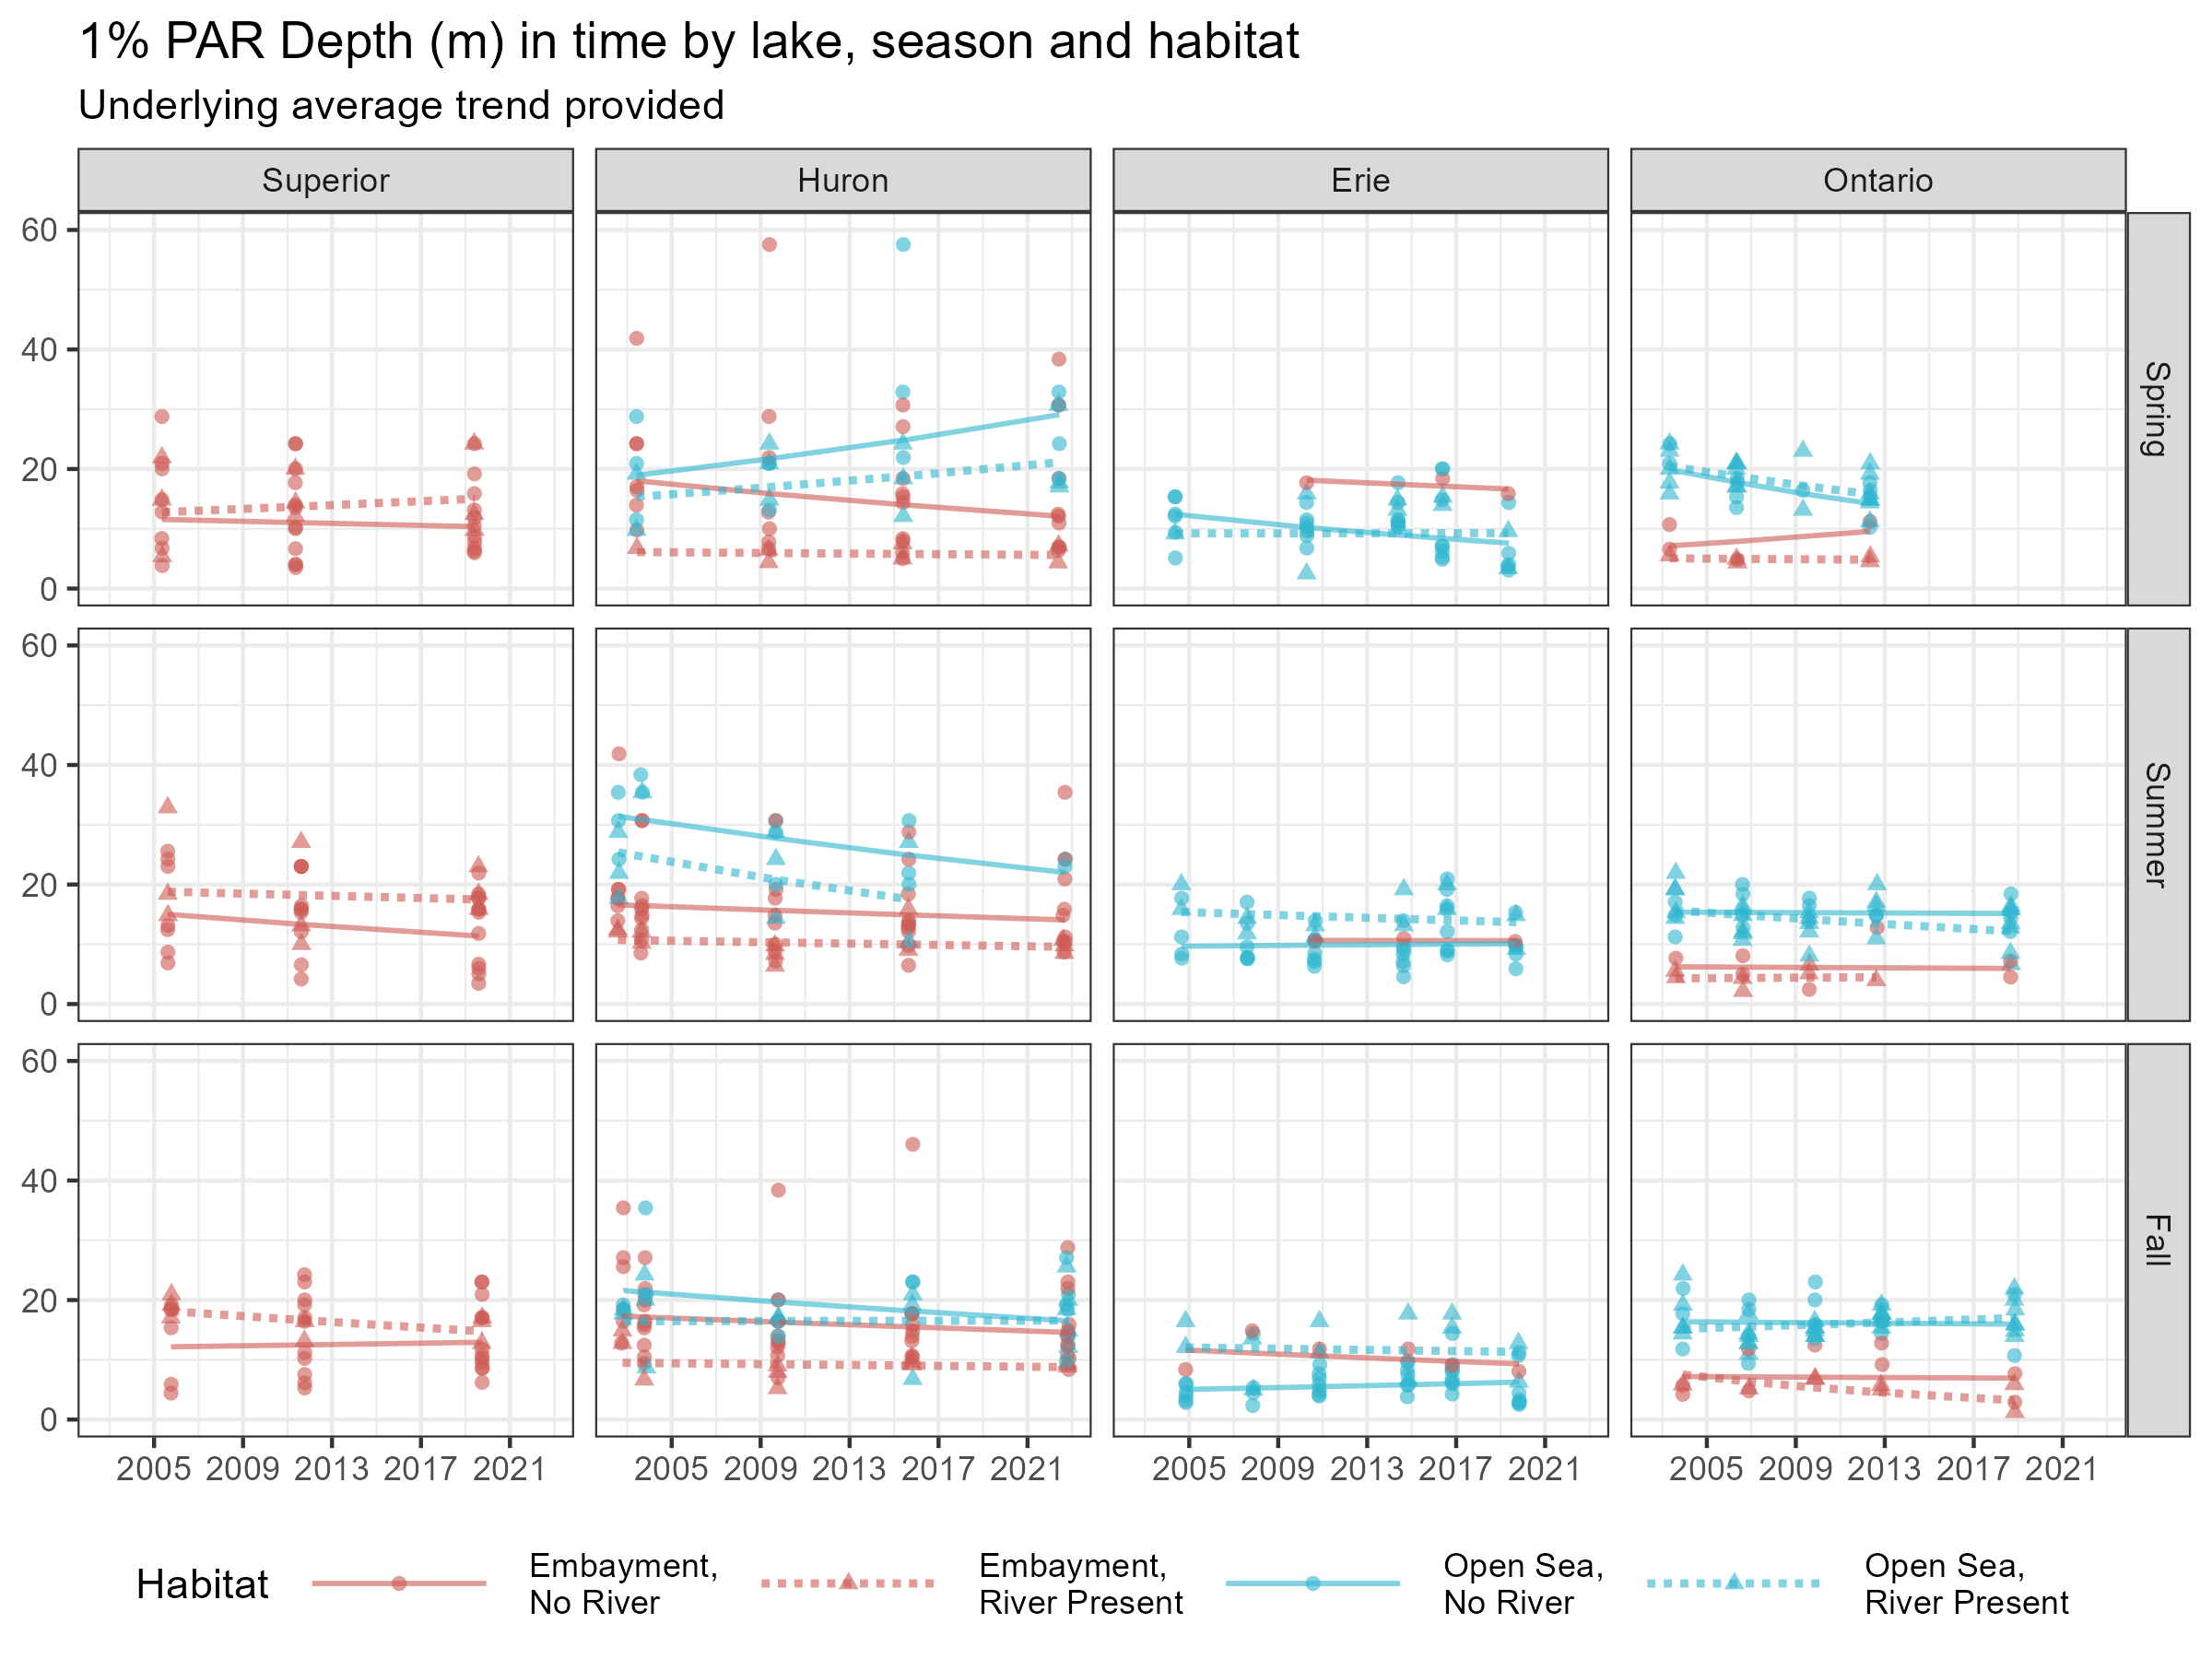 1% PAR Depth (m) in time by lake, season and habitat
Underlying average trend provided
Superior
Huron
Erie
Ontario
60
40
20
0
Spring
60
40
20
0
Summer
60
40
20
0
Fall
2005 2009 2013 2017 2021
2005 2009 2013 2017 2021
2005 2009 2013 2017 2021
2005 2009 2013 2017 2021
Habitat
Embayment,
No River
Embayment,
River Present
Open Sea,
No River
Open Sea,
River Present